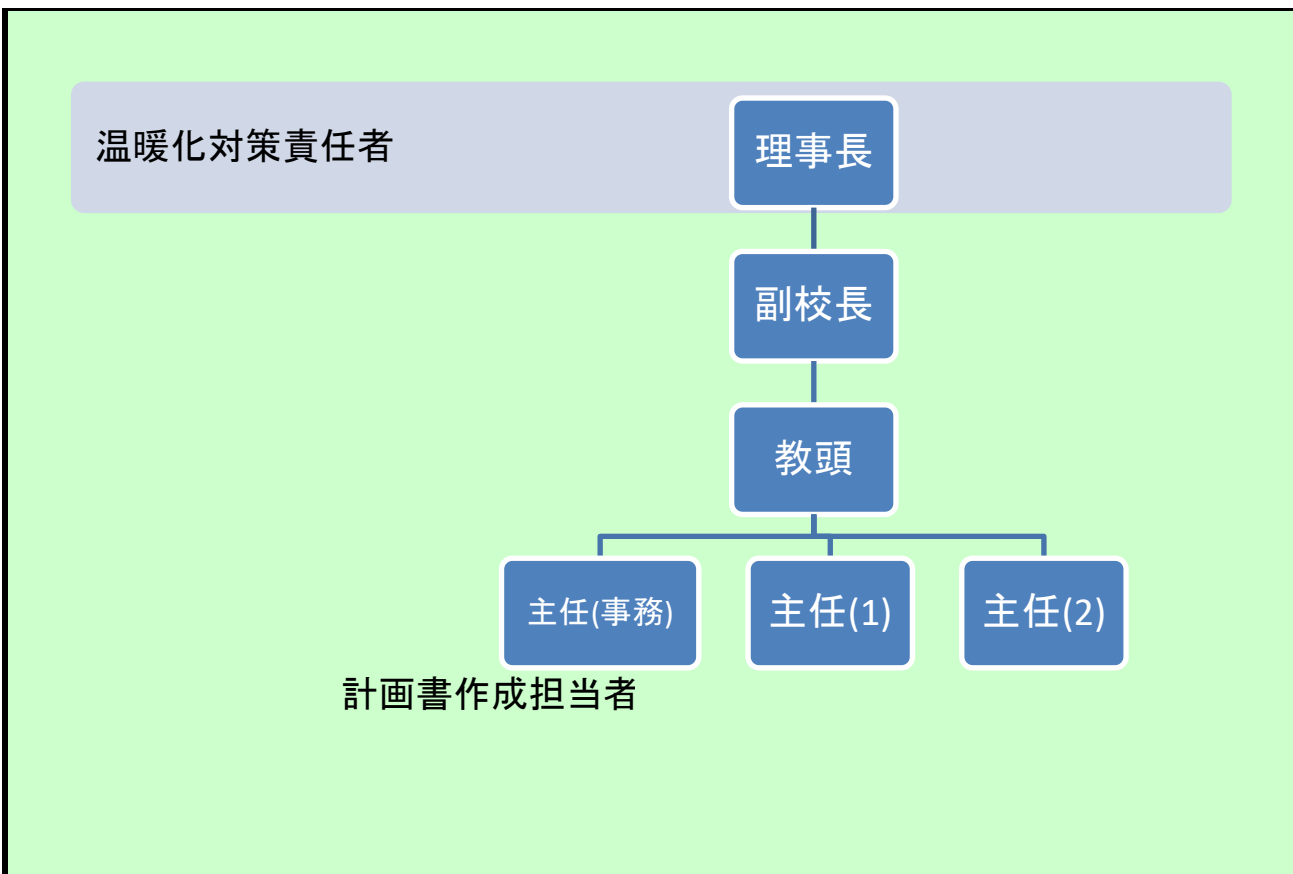 温暖化対策責任者
理事長
副校長
教頭
主任(事務)
主任(1)
主任(2)
計画書作成担当者